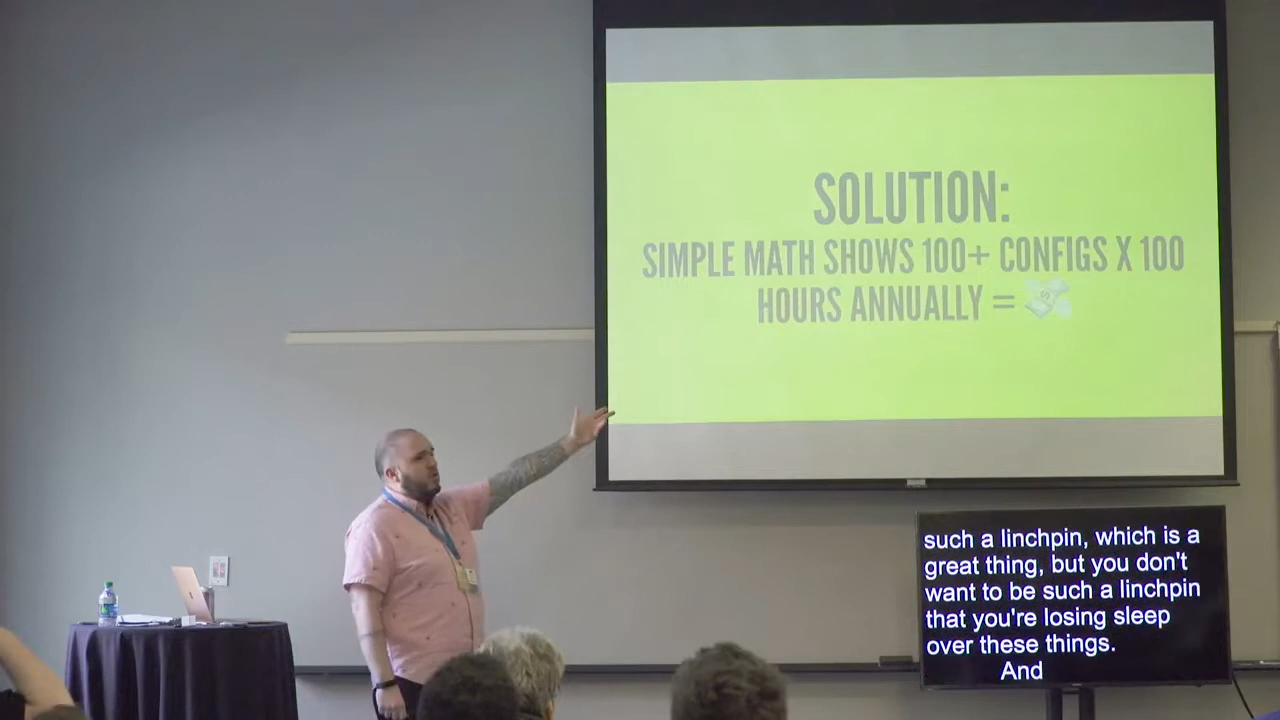 SOLUTION:
SIMPLE MATH SHOWS 100+ CONFIGS X 100
HOURS ANNUALLY = 💸
such a linchpin, which is a
great thing, but you don't
want to be such a linchpin
that you're losing sleep
over these things.
And